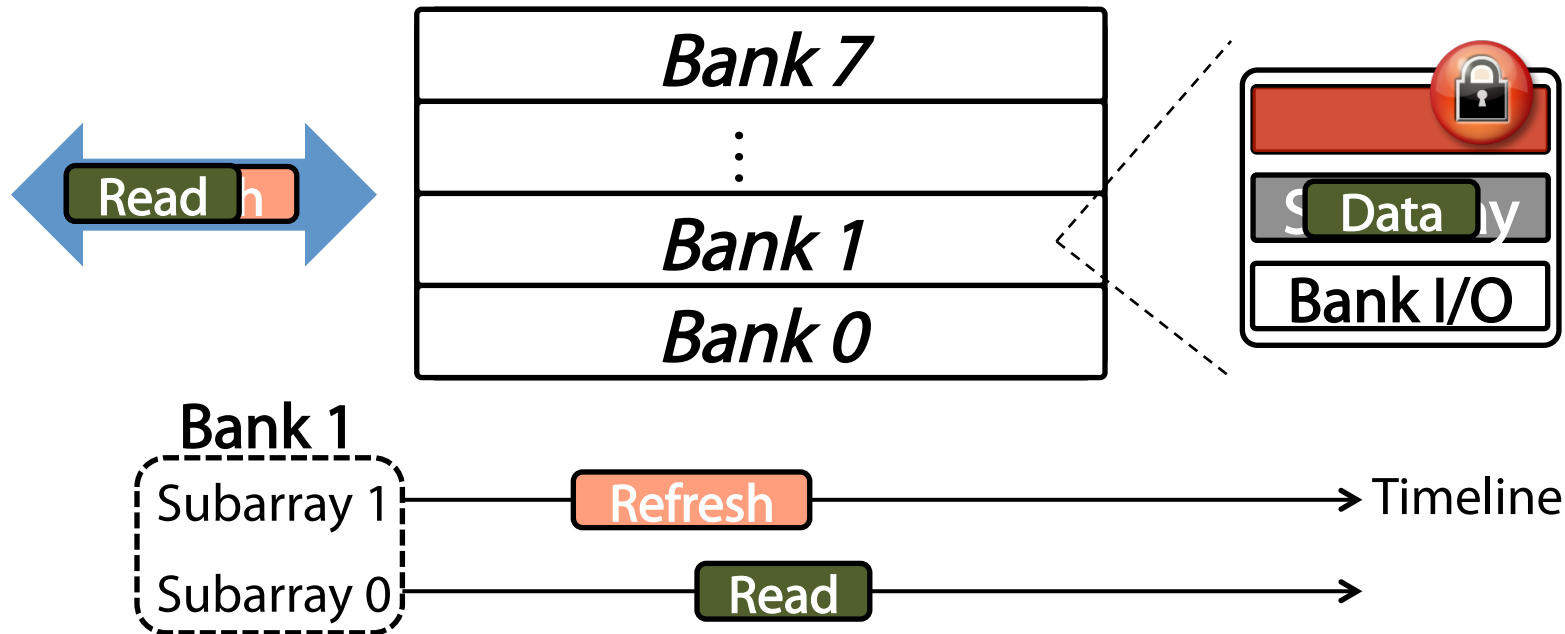 Bank 7
⋮
Read h
Bank 1
Data
Bank I/O
Bank 0
Bank 1
Subarray 1
Refresh
Timeline
Subarray 0
Read